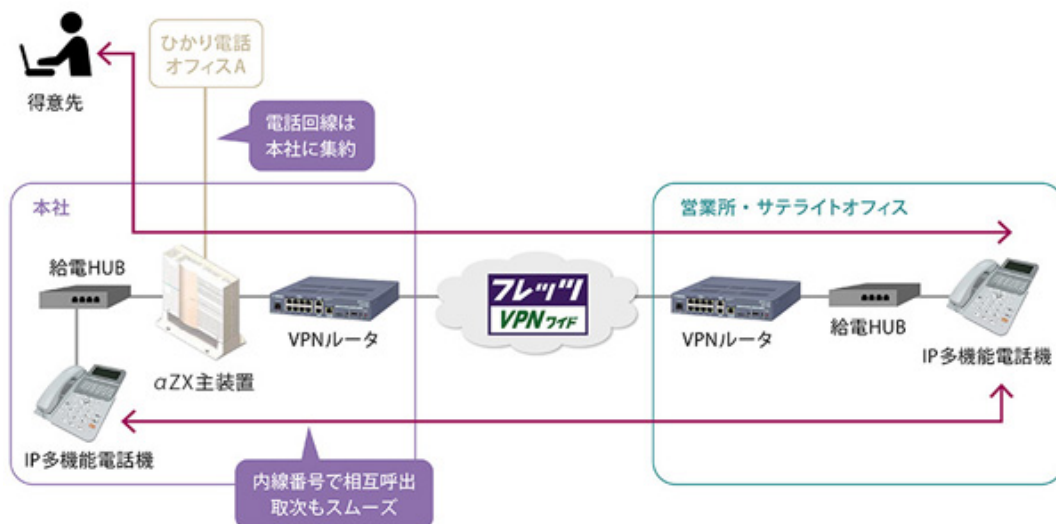 ひかり電話
オフィスA
得意先
電話回線は
本社に集約
本社
営業所・サテライトオフィス
給電HUB
フレッツ
VPNワイド
VPNルータ
αZX主装置
VPNルータ
給電HUB
IP多機能電話機
IP多機能電話機
内線番号で相互呼出
取次もスムーズ